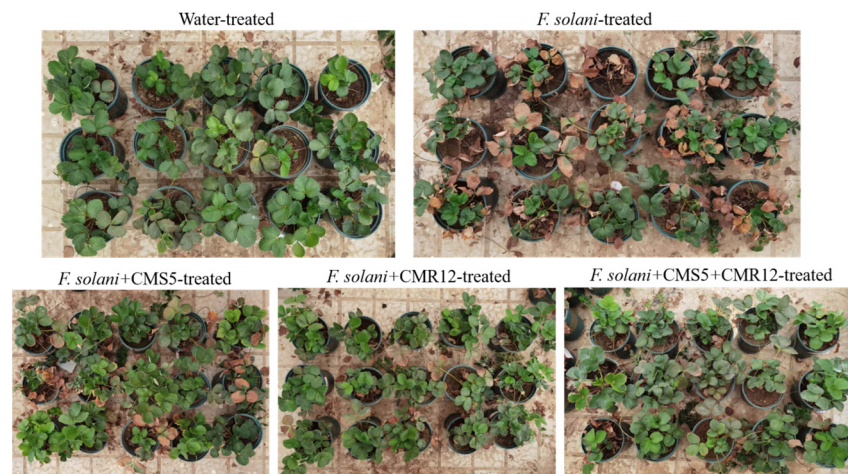 Water-treated
F. solani-treated
F. solani+CMS5-treated
F. solani+CMR12-treated
F. solani+CMS5+CMR12-treated